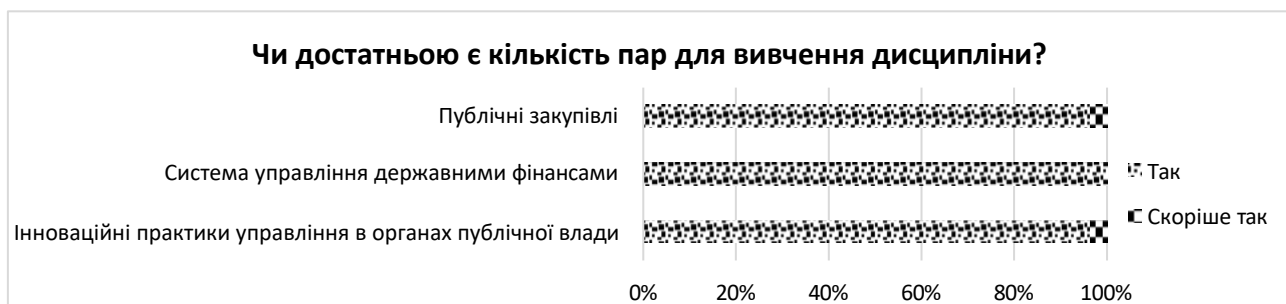 Чи достатньою є кількість пар для вивчення дисципліни?
Публічні закупівлі
Система управління державними фінансами
Інноваційні практики управління в органах публічної влади
0% 20% 40% 60% 80% 100%
Так
Скоріше так